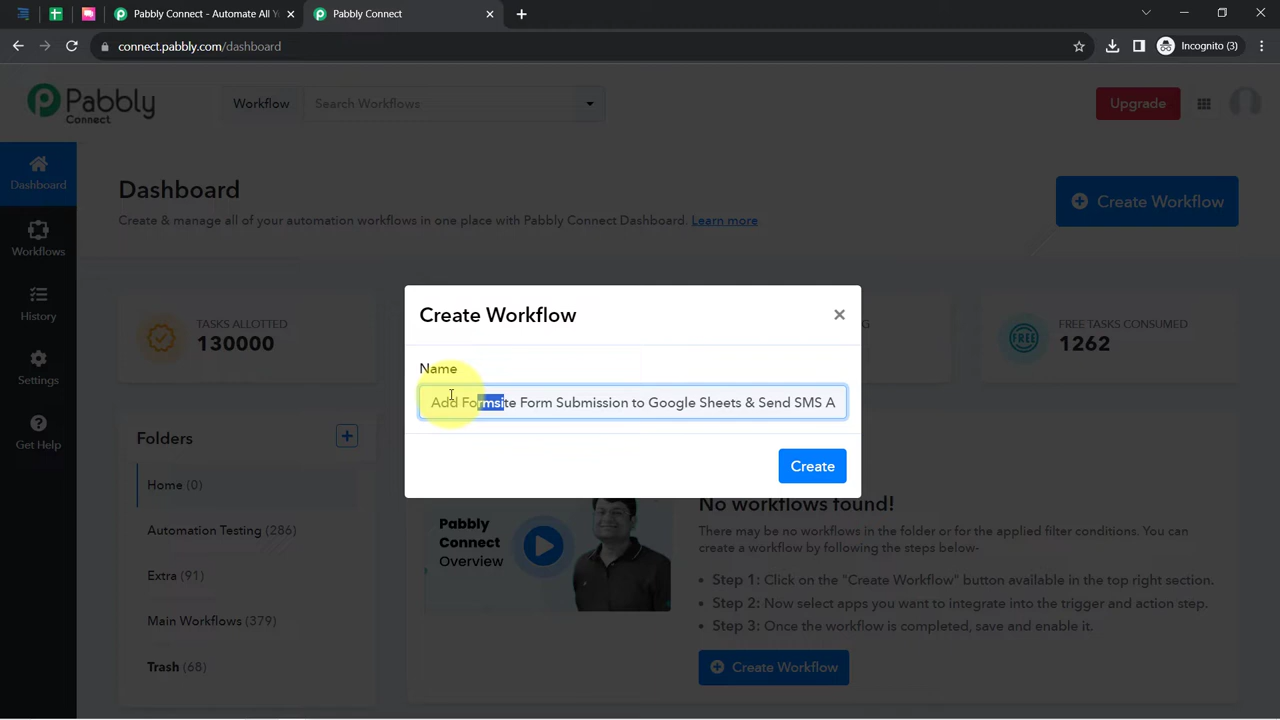 Pabbly Connect - Automate All Y
Pabbly Connect
connect.pabbly.com/dashboard
Incognito (3)
Pabbly
Connect
Workflow
Search Workflows
Upgrade
Dashboard
Workflows
History
Settings
Get Help
Dashboard
Create & manage all of your automation workflows in one place with Pabbly Connect Dashboard. Learn more
Create Workflow
TASKS ALLOTTED
130000
FREE TASKS CONSUMED
1262
Create Workflow
Name
Add Formsite Form Submission to Google Sheets & Send SMS A
Create
Folders
Home (0)
Automation Testing (286)
Extra (91)
Main Workflows (379)
Trash (68)
Pabbly
Connect
Overview
No workflows found!
There may be no workflows in the folder or for the applied filter conditions. You can
create a workflow by following the steps below-
• Step 1: Click on the "Create Workflow" button available in the top right section.
• Step 2: Now select apps you want to integrate into the trigger and action step.
• Step 3: Once the workflow is completed, save and enable it.
Create Workflow